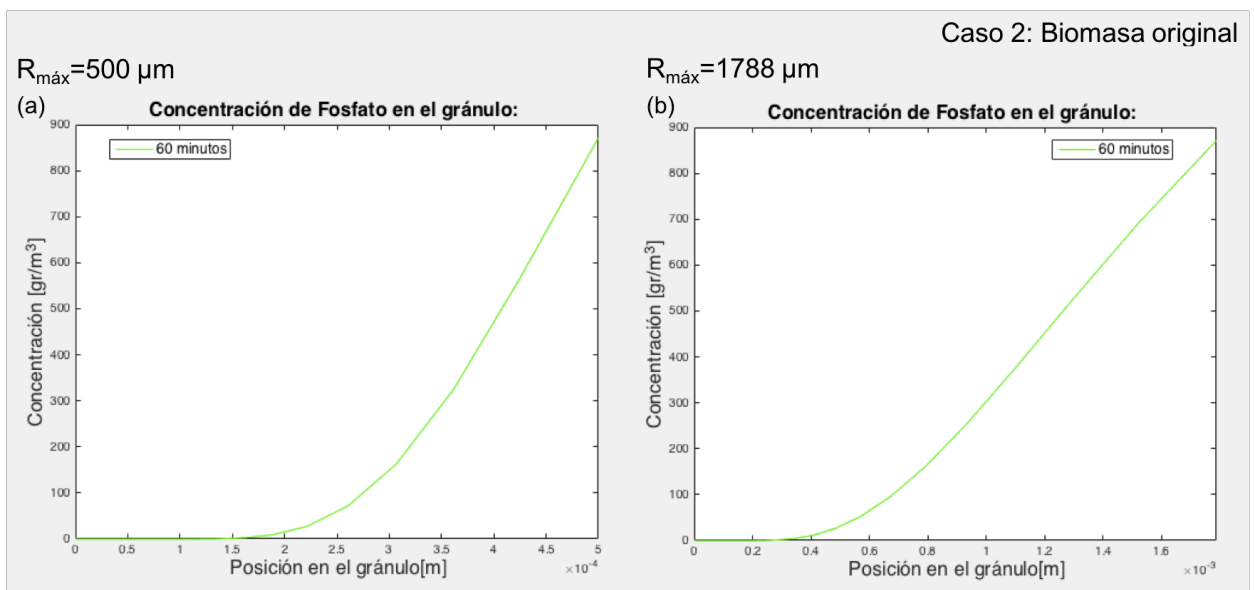 Caso 2: Biomasa original
Rmáx=500 µm
(a)
Concentración de Fosfato en el gránulo:
60 minutos
900
800
700
600
500
400
300
200
100
0
Concentración [gr/m³]
0 0.5 1 1.5 2 2.5 3 3.5 4 4.5 5
Posición en el gránulo[m]
×10⁻⁴
Rmáx=1788 µm
(b)
Concentración de Fosfato en el gránulo:
60 minutos
900
800
700
600
500
400
300
200
100
0
Concentración [gr/m³]
0 0.2 0.4 0.6 0.8 1 1.2 1.4 1.6
Posición en el gránulo[m]
×10⁻³